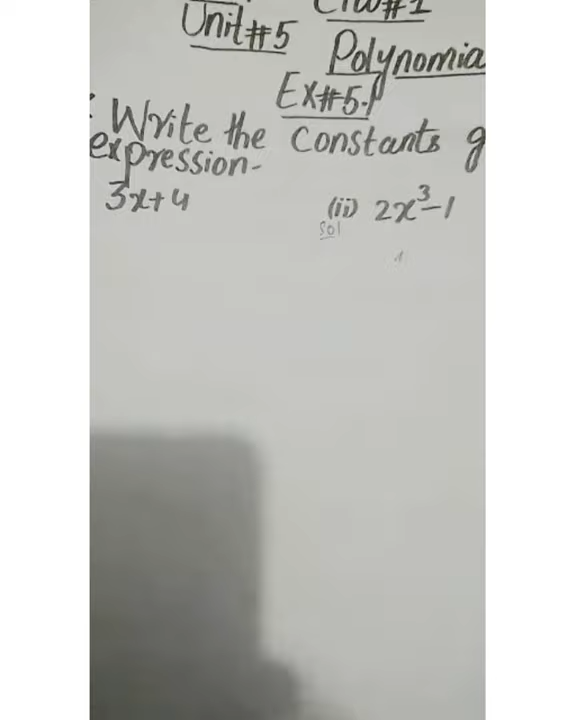 Unit#5
Polynomia
Ex#5.1
Write the constants
expression-
3x+4
(ii) 2x³-1
Sol